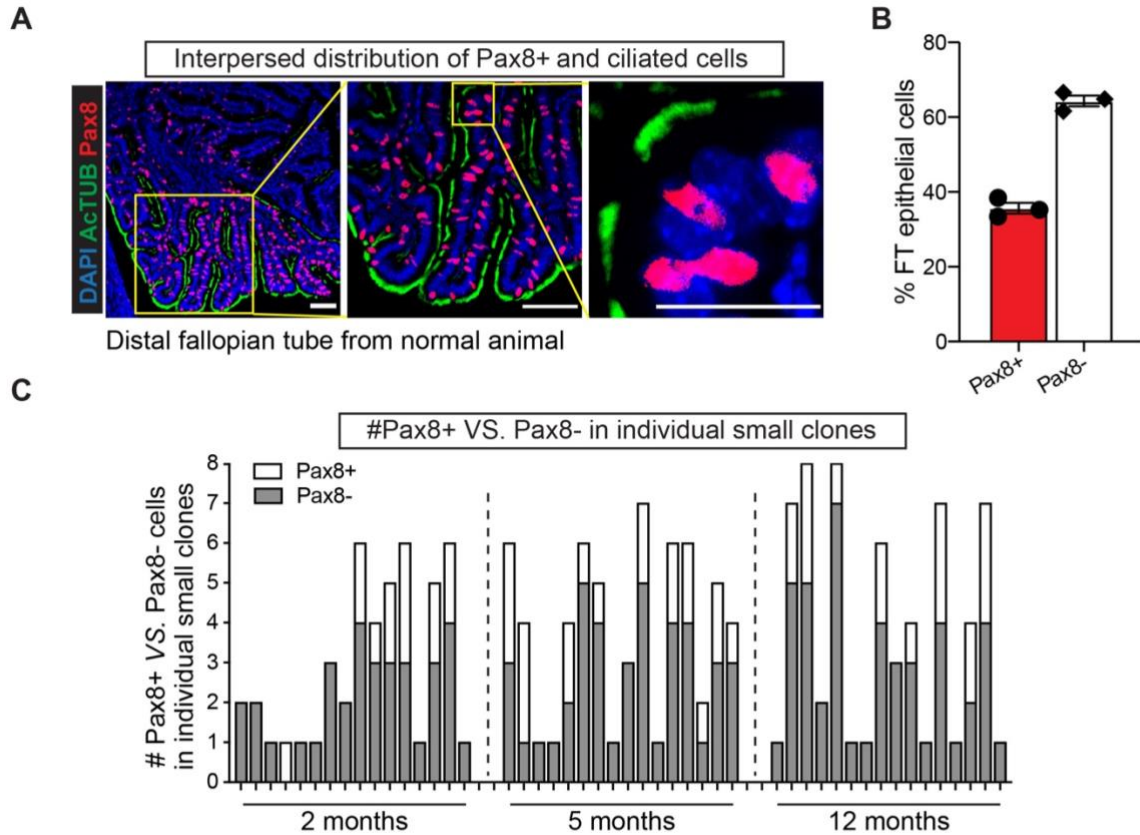 A
Interpersed distribution of Pax8+ and ciliated cells
DAPI AcTUB Pax8
Distal fallopian tube from normal animal
B
% FT epithelial cells
80
60
40
20
0
Pax8+
Pax8-
C
#Pax8+ VS. Pax8- in individual small clones
# Pax8+ VS. Pax8- cells
in individual small clones
8
7
6
5
4
3
2
1
0
Pax8+
Pax8-
2 months
5 months
12 months